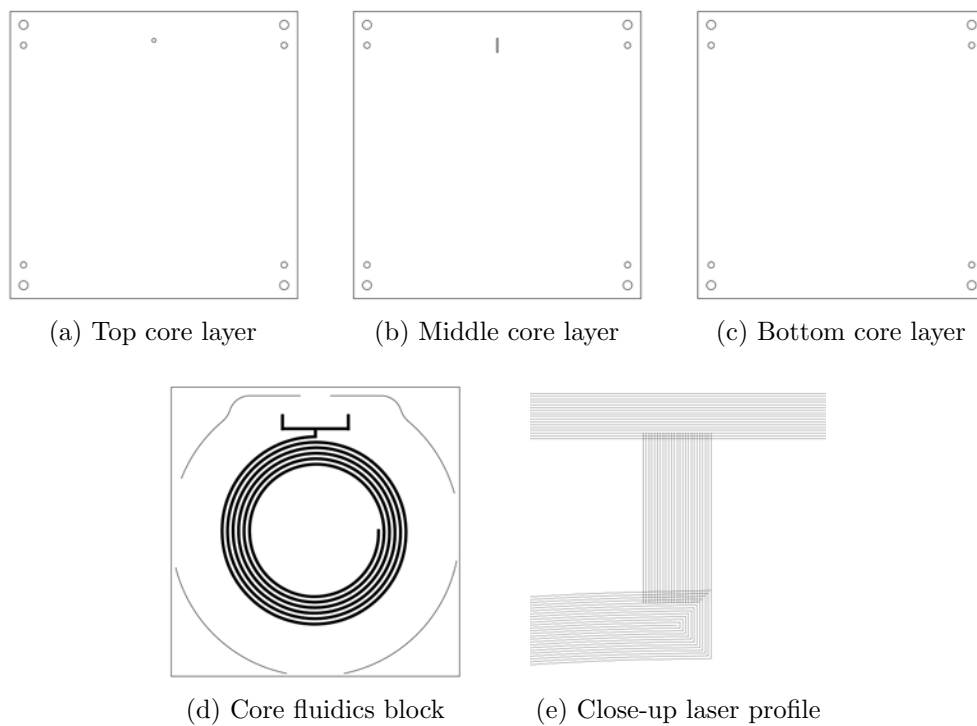 (a) Top core layer
(b) Middle core layer
(c) Bottom core layer
(d) Core fluidics block
(e) Close-up laser profile